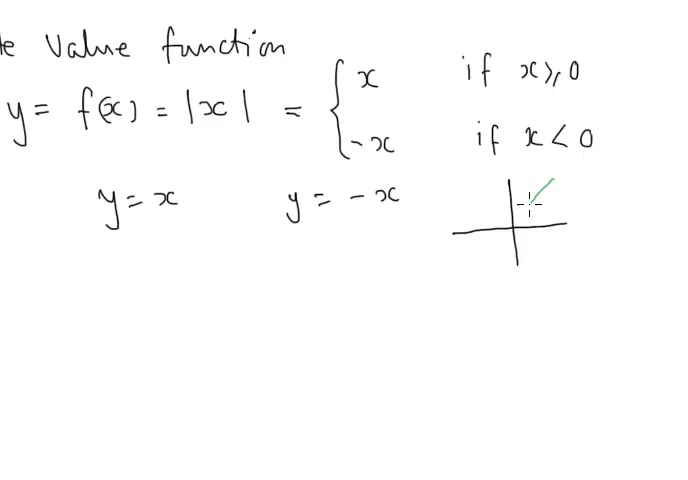 Value function
y = f(x) = |x| = { x if x ≥ 0
-x if x < 0
y = x y = -x